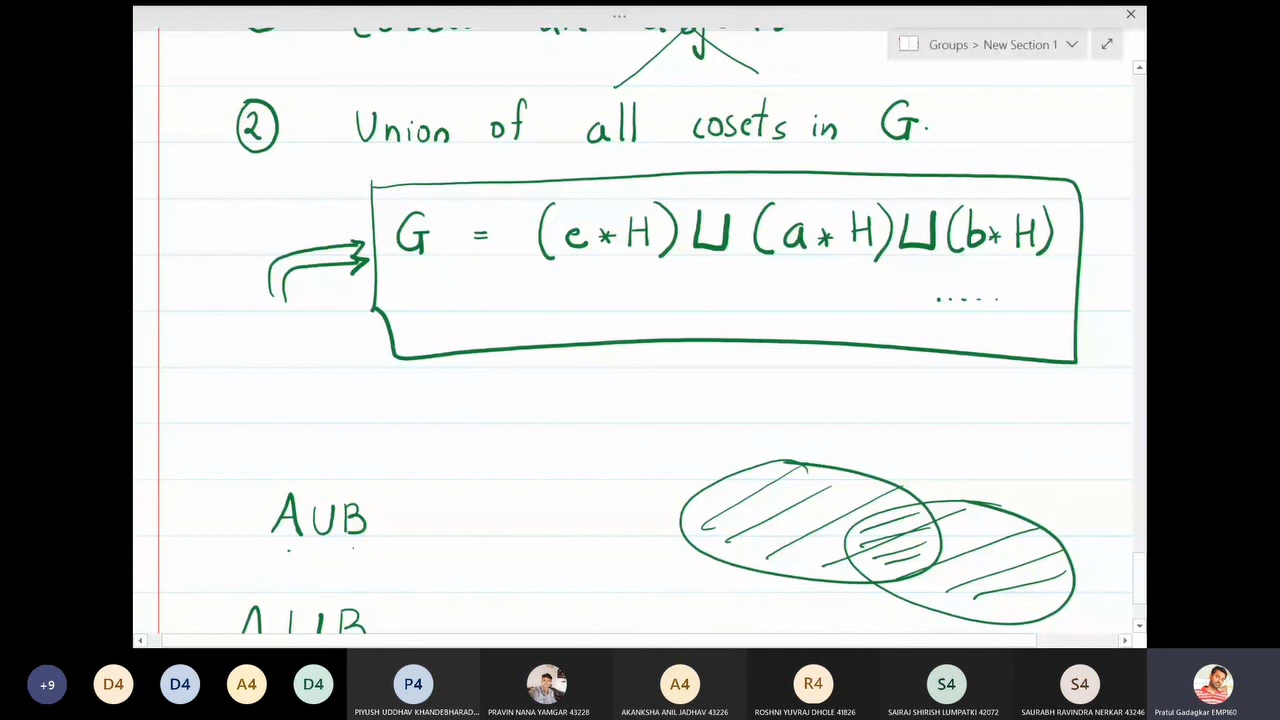 Groups > New Section 1
② Union of all cosets in G.
G = (e * H) ⊔ (a * H) ⊔ (b * H)
.....
A ∪ B
A ⊔ B
+9 D4 D4 A4 D4 P4 A4 R4 S4 S4
PIYUSH UDDHAV KHANDEBHARAD... PRAVIN NANA YAMGAR 43228 AKANKSHA ANIL JADHAV 43226 ROSHNI YUVRAJ DHOLE 41826 SAIRAJ SHIRISH LUMPATKI 42072 SAURABH RAVINDRA NERKAR 43246 Pratul Gadagkar EMP160